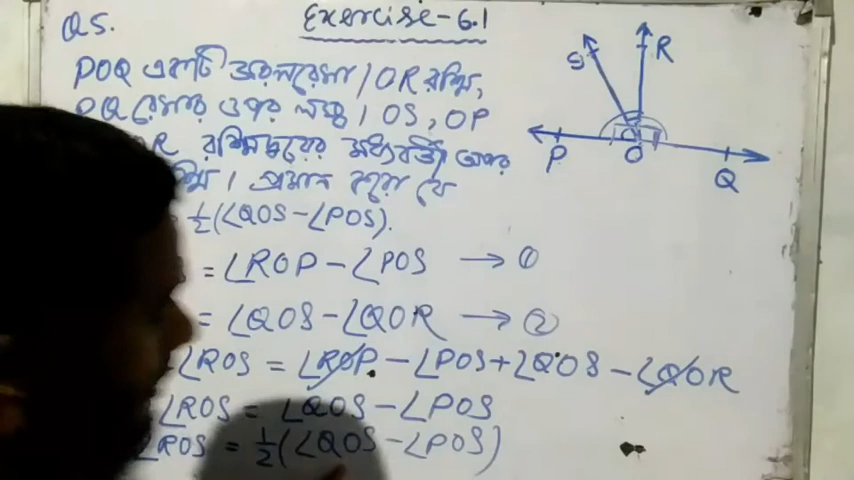 Q5. Exercise-6.1
POQ একটি সরলরেখা / OR রশ্মি,
PQ রেখার ওপর লম্ব / OS, OP
R রশ্মিদ্বয়ের মধ্যবর্তী অপর
রশ্মি / প্রমান করো যে
½(∠QOS-∠POS).
= ∠ROP - ∠POS → ①
= ∠QOS - ∠QOR → ②
∠ROS = ∠ROP - ∠POS + ∠QOS - ∠QOR
∠ROS = ∠QOS - ∠POS
∠ROS = ½(∠QOS - ∠POS)
S
R
P
O
Q